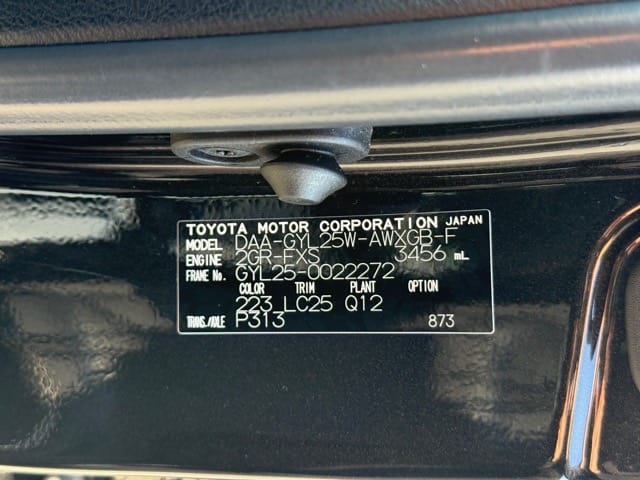 TOYOTA MOTOR CORPORATION JAPAN
MODEL DAA-GYL25W-AWXGB-F
ENGINE 2GR-FXS 3456 mL
FRAME No. GYL25-0022272
COLOR TRIM PLANT OPTION
223 LC25 Q12
TRANS./AXLE P313 873